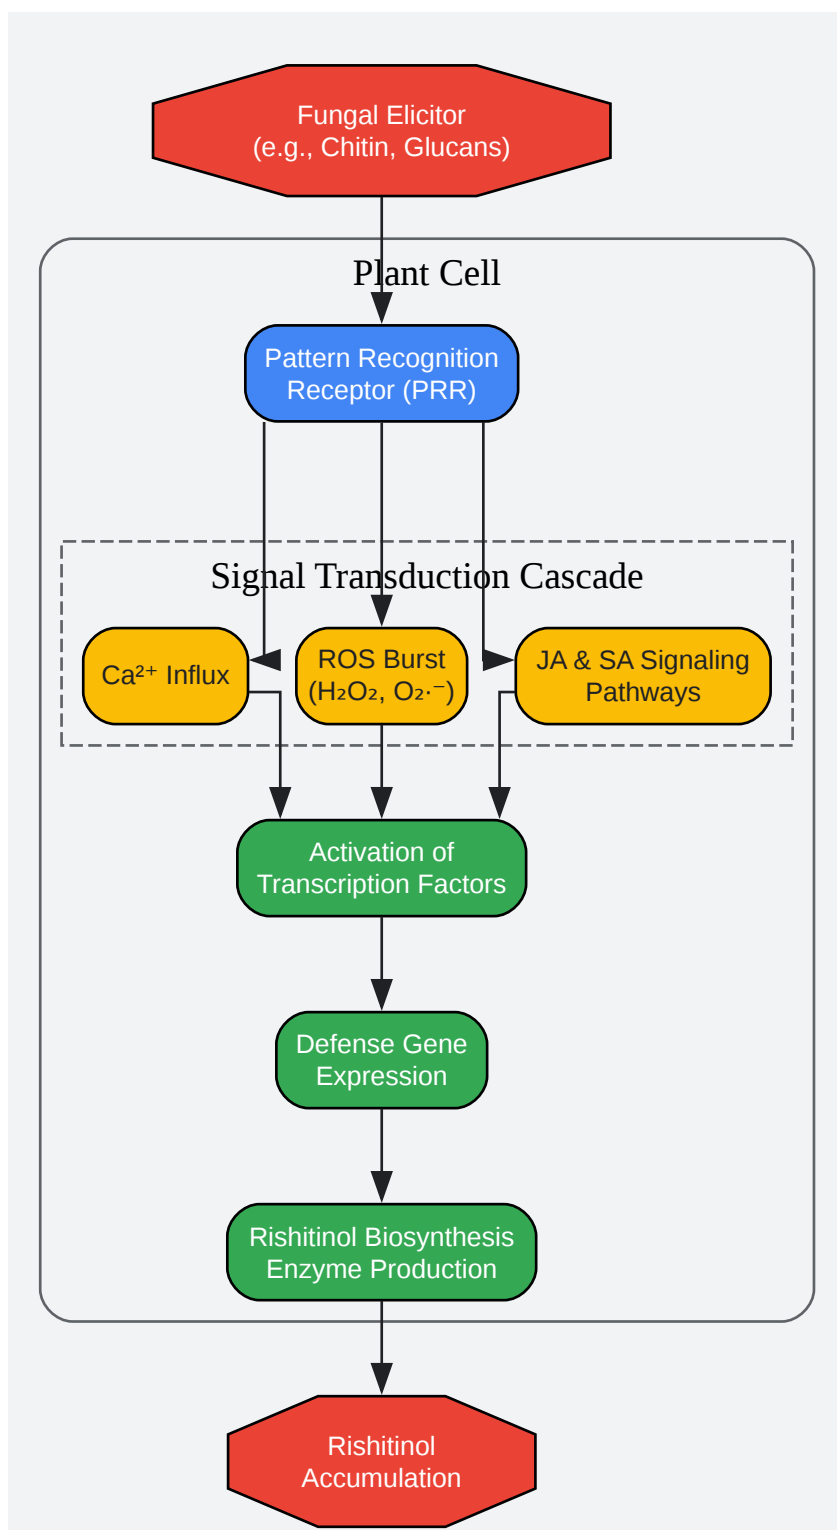 Fungal Elicitor
(e.g., Chitin, Glucans)
Plant Cell
Pattern Recognition
Receptor (PRR)
Signal Transduction Cascade
Ca²⁺ Influx
ROS Burst
(H₂O₂, O₂·⁻)
JA & SA Signaling
Pathways
Activation of
Transcription Factors
Defense Gene
Expression
Rishitinol Biosynthesis
Enzyme Production
Rishitinol
Accumulation